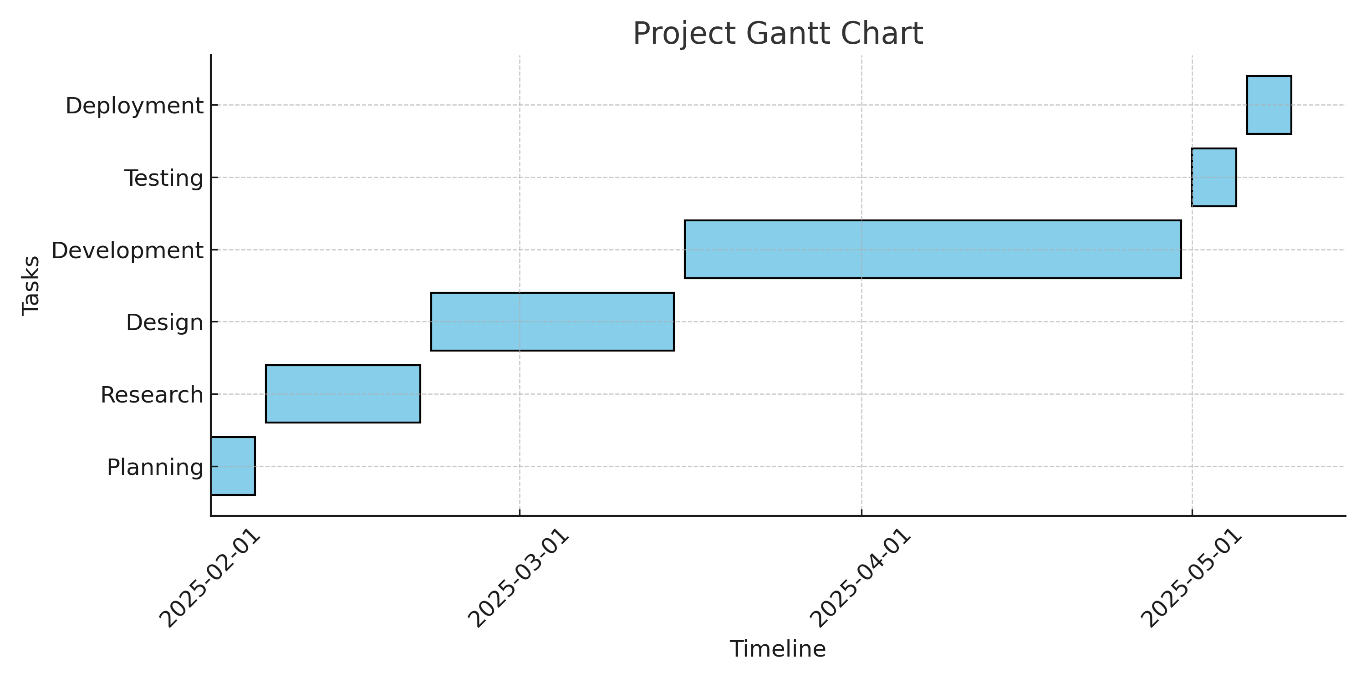 Project Gantt Chart
Deployment
Testing
Development
Design
Research
Planning
Tasks
2025-02-01
2025-03-01
2025-04-01
2025-05-01
Timeline